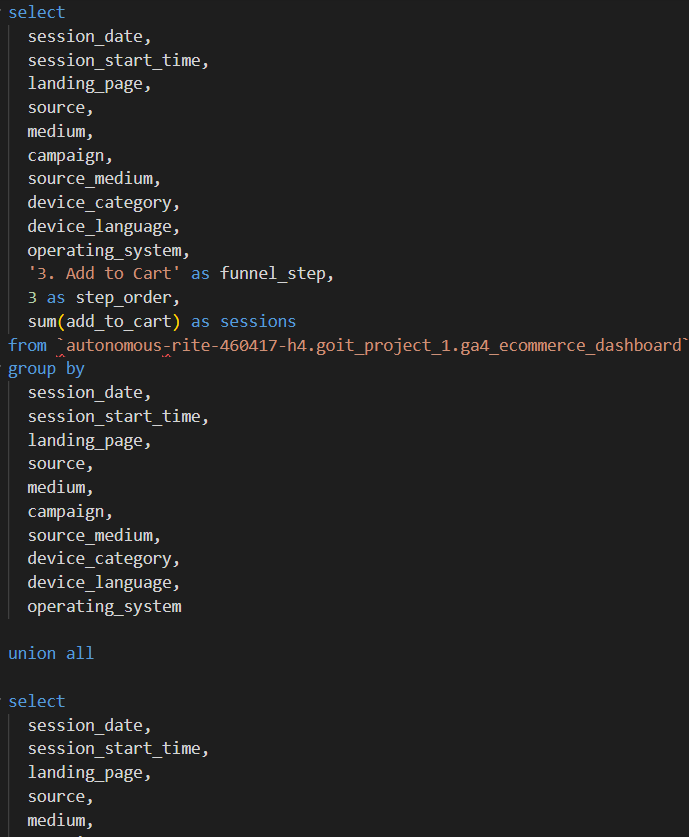 select
session_date,
session_start_time,
landing_page,
source,
medium,
campaign,
source_medium,
device_category,
device_language,
operating_system,
'3. Add to Cart' as funnel_step,
3 as step_order,
sum(add_to_cart) as sessions
from `autonomous-rite-460417-h4.goit_project_1.ga4_ecommerce_dashboard`
group by
session_date,
session_start_time,
landing_page,
source,
medium,
campaign,
source_medium,
device_category,
device_language,
operating_system
union all
select
session_date,
session_start_time,
landing_page,
source,
medium,